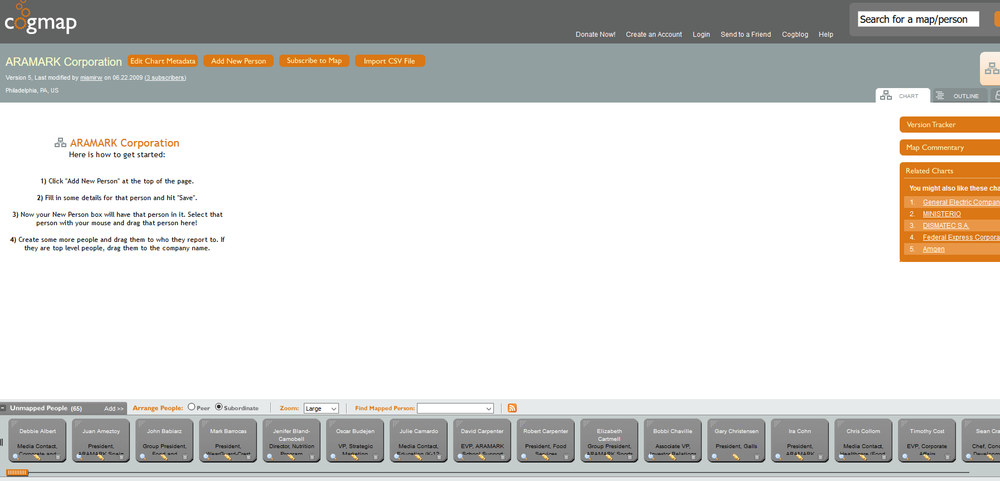 cogmap
Search for a map/person
Donate Now! Create an Account Login Send to a Friend Cogblog Help
ARAMARK Corporation Edit Chart Metadata Add New Person Subscribe to Map Import CSV File
Version 5, Last modified by miamirw on 06.22.2009 (3 subscribers)
Philadelphia, PA, US
CHART OUTLINE
Version Tracker
Map Commentary
Related Charts
You might also like these cha
1. General Electric Compan
2. MINISTERIO
3. DISMATEC S.A.
4. Federal Express Corpora
5. Amgen
ARAMARK Corporation
Here is how to get started:
1) Click "Add New Person" at the top of the page.
2) Fill in some details for that person and hit "Save".
3) Now your New Person box will have that person in it. Select that
person with your mouse and drag that person here!
4) Create some more people and drag them to who they report to. If
they are top level people, drag them to the company name.
Unmapped People (65) Add >> Arrange People: Peer Subordinate Zoom: Large Find Mapped Person:
Debbie Albert
Media Contact,
Corporate and
Juan Ameztoy
President,
ARAMARK Spain
John Babiarz
Group President,
Food and
Mark Barrocas
President,
WearGuard-Crest
Jenifer Bland-
Campbell
Director, Nutrition
Program
Oscar Budejen
VP, Strategic
Marketing
Julie Camardo
Media Contact,
Education (K-12
David Carpenter
EVP, ARAMARK
School Support
Robert Carpenter
President, Food
Services
Elizabeth
Cartmell
Group President,
ARAMARK Sports
Bobbi Chaville
Associate VP,
Investor Relations
Gary Christensen
President, Galls
Ira Cohn
President,
ARAMARK
Chris Collom
Media Contact,
Healthcare (Food
Timothy Cost
EVP, Corporate
Affairs
Sean Cra
Chef, Conc
Developm